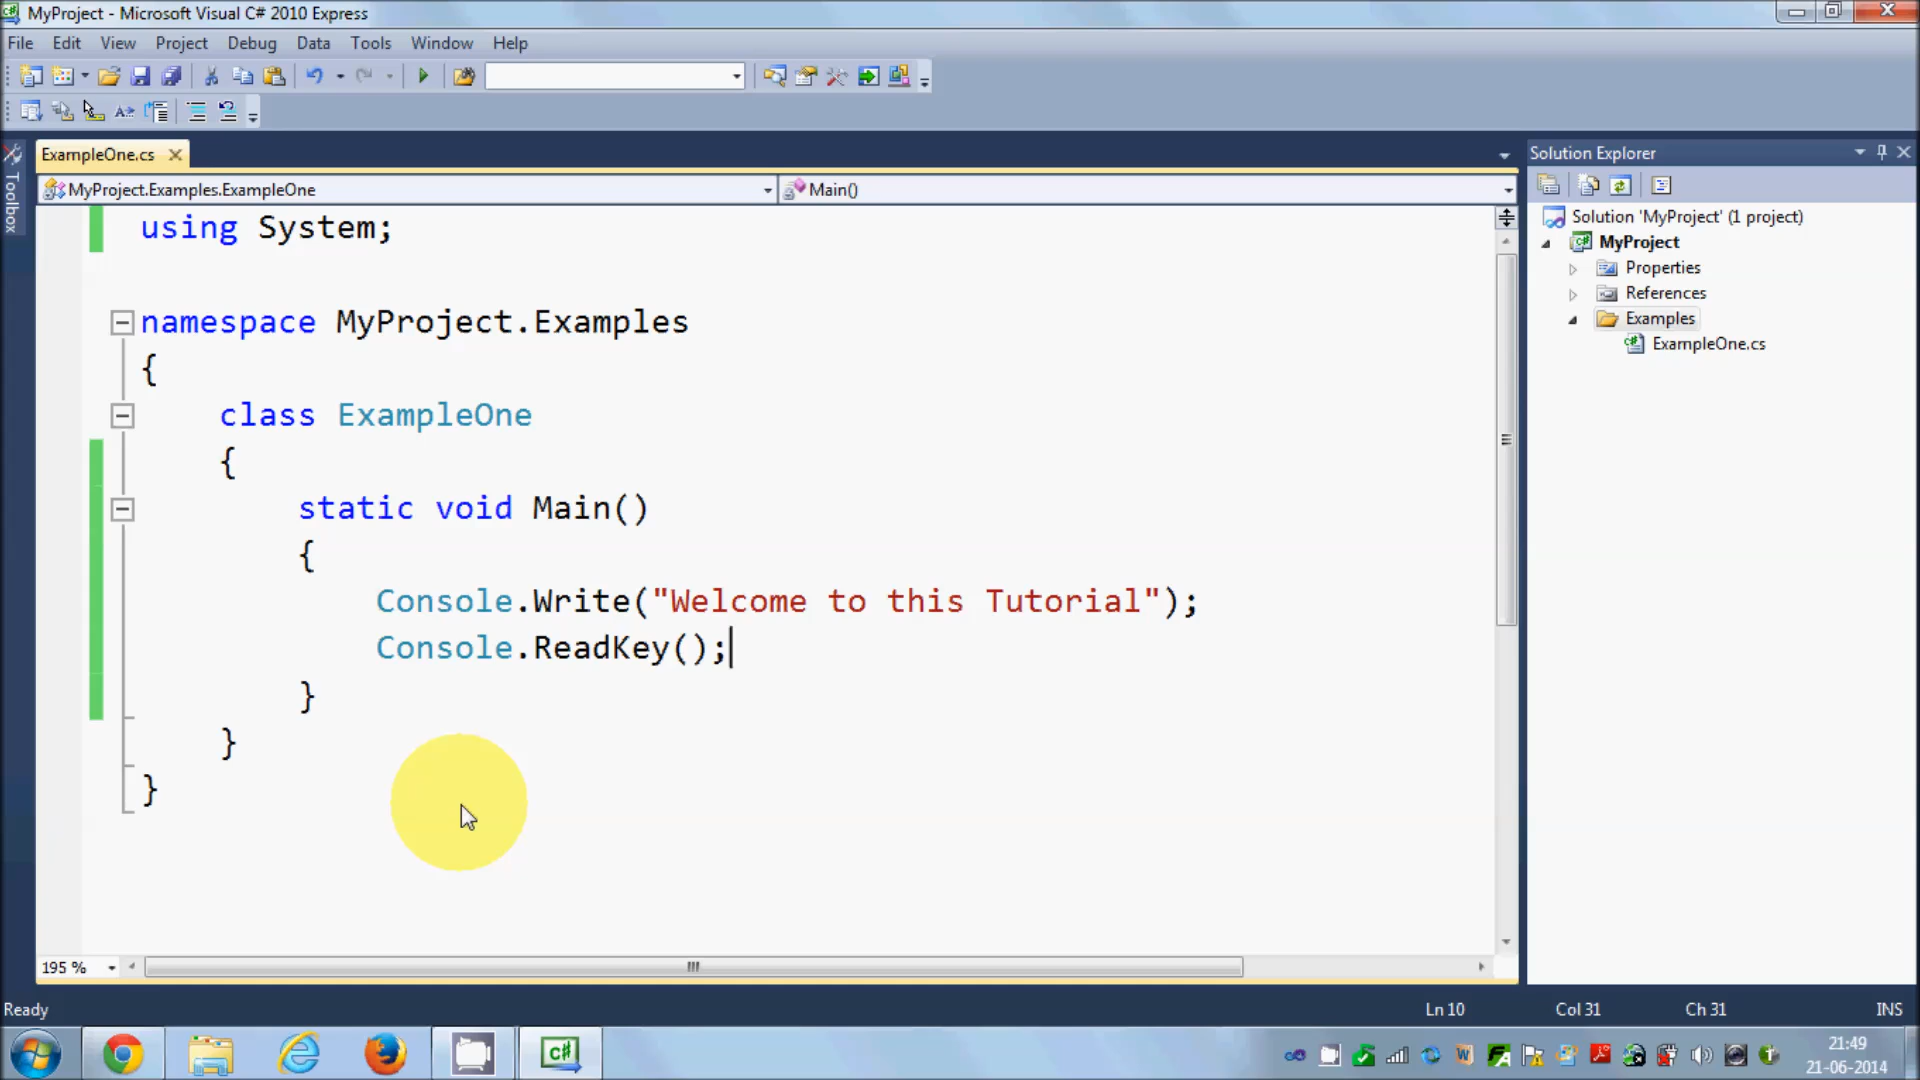 MyProject - Microsoft Visual C# 2010 Express
File Edit View Project Debug Data Tools Window Help
ExampleOne.cs
Solution Explorer
MyProject.Examples.ExampleOne
Main()
Toolbox
Solution 'MyProject' (1 project)
MyProject
Properties
References
Examples
ExampleOne.cs
using System;
namespace MyProject.Examples
{
class ExampleOne
{
static void Main()
{
Console.Write("Welcome to this Tutorial");
Console.ReadKey();
}
}
}
195 %
Ready
Ln 10
Col 31
Ch 31
INS
21:49
21-06-2014